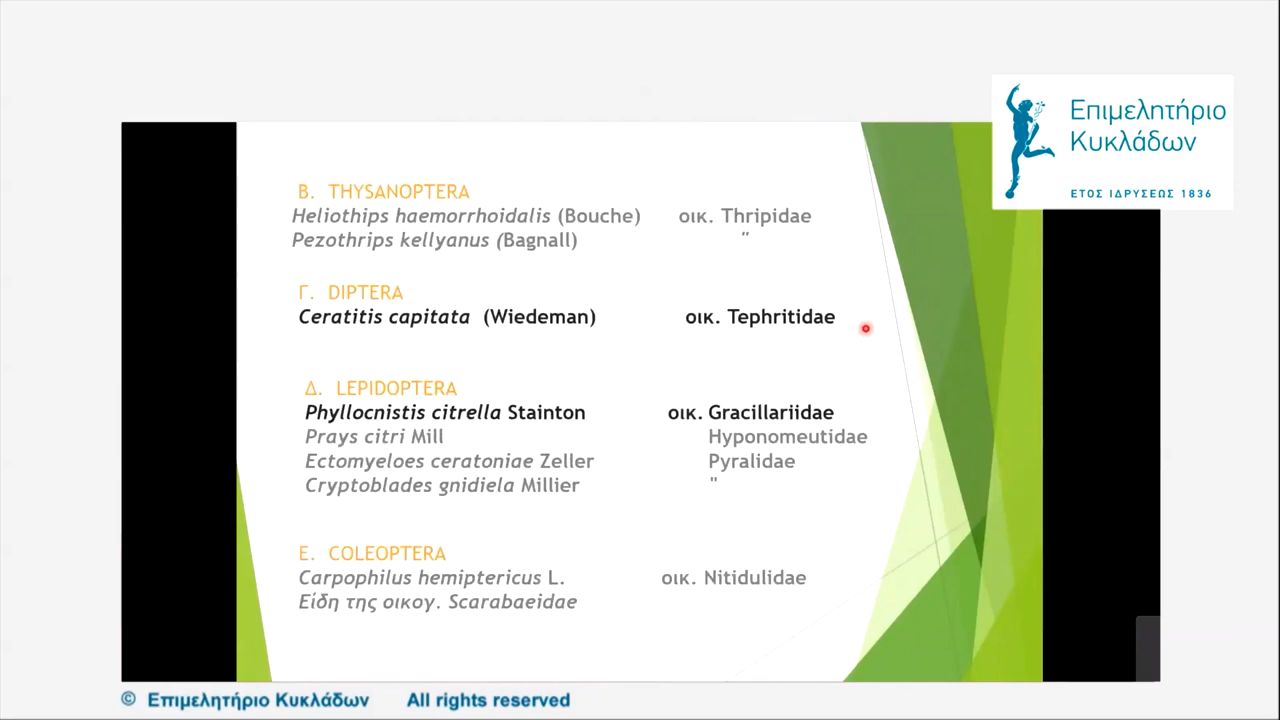 Επιμελητήριο
Κυκλάδων
ΕΤΟΣ ΙΔΡΥΣΕΩΣ 1836
Β. THYSANOPTERA
Heliothips haemorrhoidalis (Bouche) οικ. Thripidae
Pezothrips kellyanus (Bagnall) "
Γ. DIPTERA
Ceratitis capitata (Wiedeman) οικ. Tephritidae
Δ. LEPIDOPTERA
Phyllocnistis citrella Stainton οικ. Gracillariidae
Prays citri Mill Hyponomeutidae
Ectomyeloes ceratoniae Zeller Pyralidae
Cryptoblades gnidiela Millier "
Ε. COLEOPTERA
Carpophilus hemiptericus L. οικ. Nitidulidae
Είδη της οικογ. Scarabaeidae
© Επιμελητήριο Κυκλάδων All rights reserved